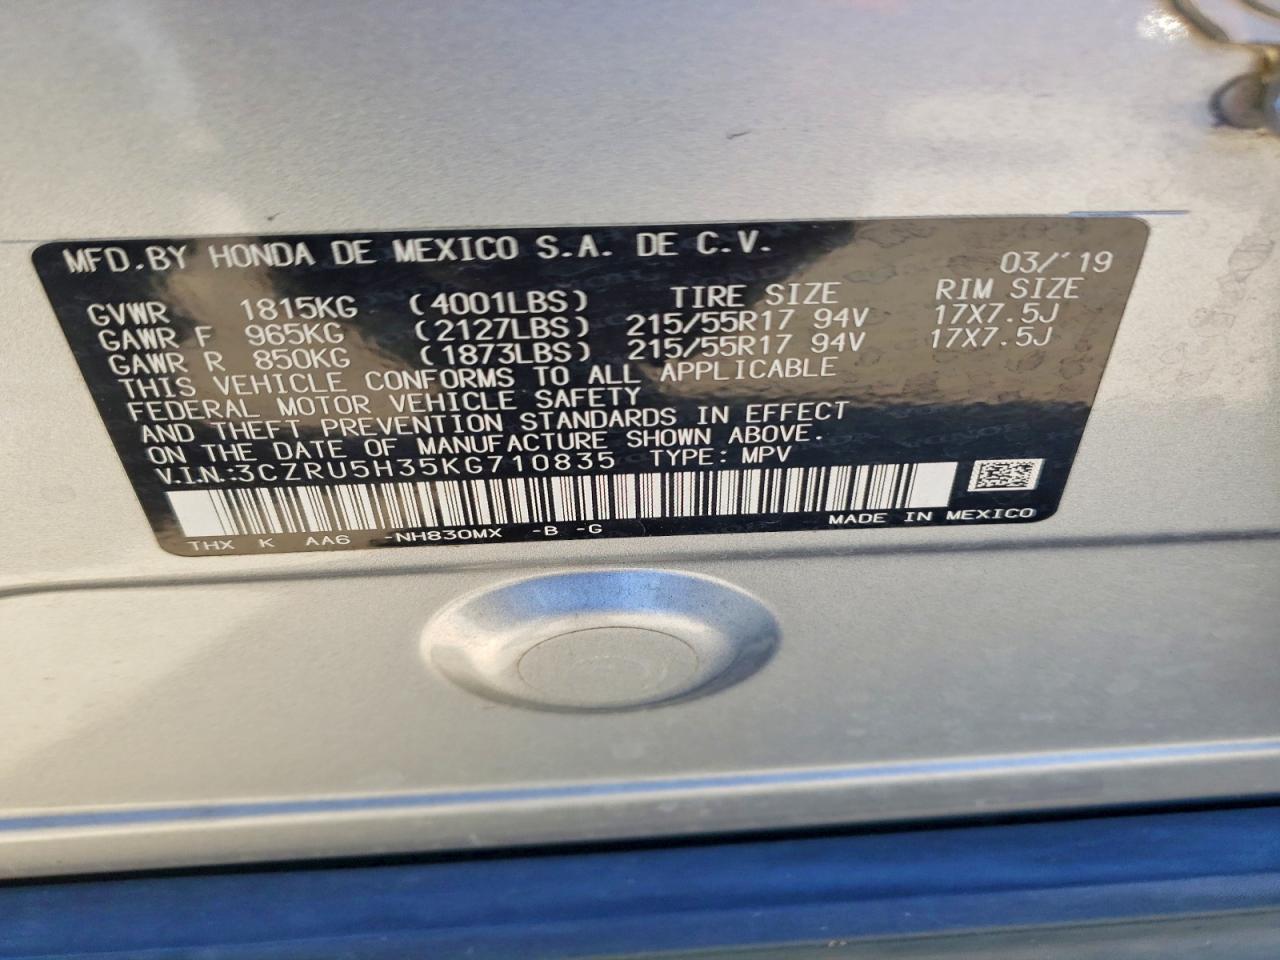 MFD. BY HONDA DE MEXICO S.A. DE C.V.
03/'19
GVWR 1815KG (4001LBS) TIRE SIZE RIM SIZE
GAWR F 965KG (2127LBS) 215/55R17 94V 17X7.5J
GAWR R 850KG (1873LBS) 215/55R17 94V 17X7.5J
THIS VEHICLE CONFORMS TO ALL APPLICABLE
FEDERAL MOTOR VEHICLE SAFETY
AND THEFT PREVENTION STANDARDS IN EFFECT
ON THE DATE OF MANUFACTURE SHOWN ABOVE.
V.I.N.:3CZRU5H35KG710835 TYPE: MPV
THX K AA6 -NH830MX -B -G MADE IN MEXICO